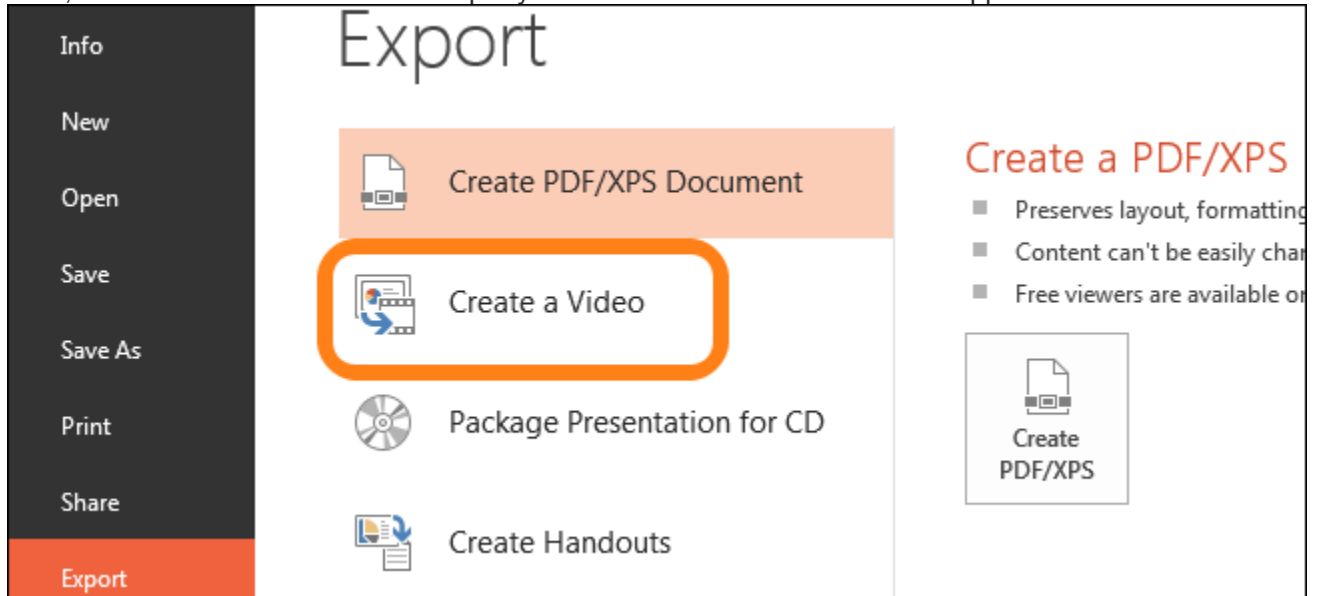 Info
New
Open
Save
Save As
Print
Share
Export
Export
Create PDF/XPS Document
Create a Video
Package Presentation for CD
Create Handouts
Create a PDF/XPS
Preserves layout, formatting
Content can't be easily
Free viewers are available
Create
PDF/XPS